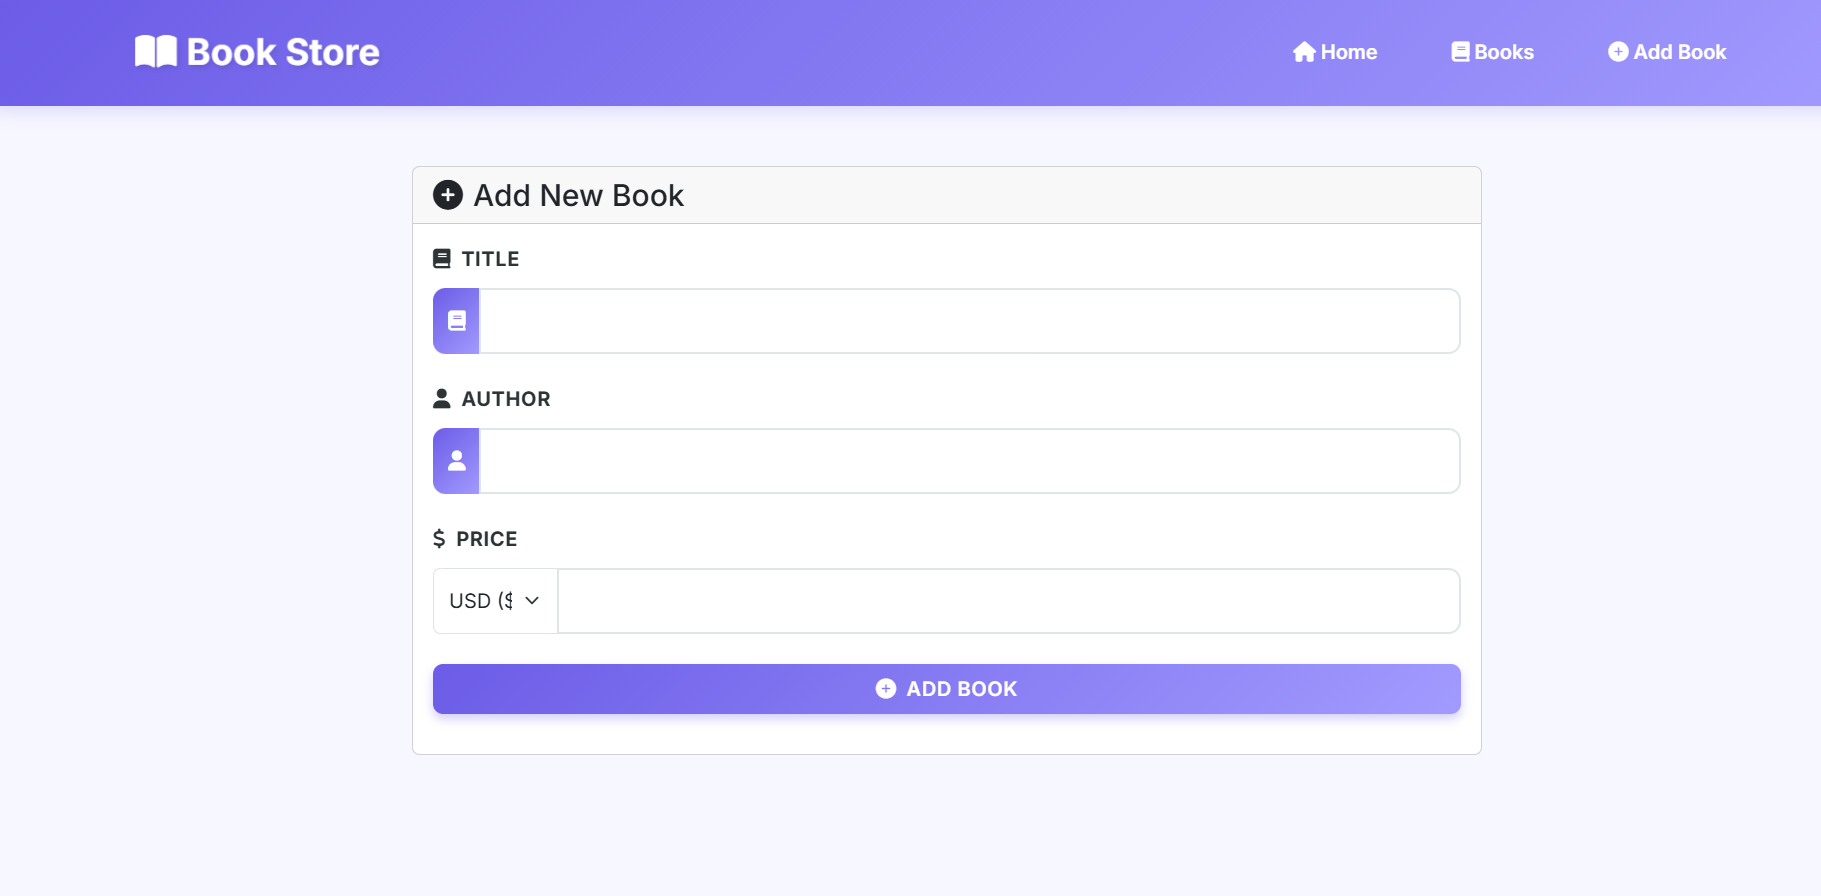 Book Store
Home
Books
Add Book
Add New Book
TITLE
AUTHOR
$ PRICE
USD ($
ADD BOOK